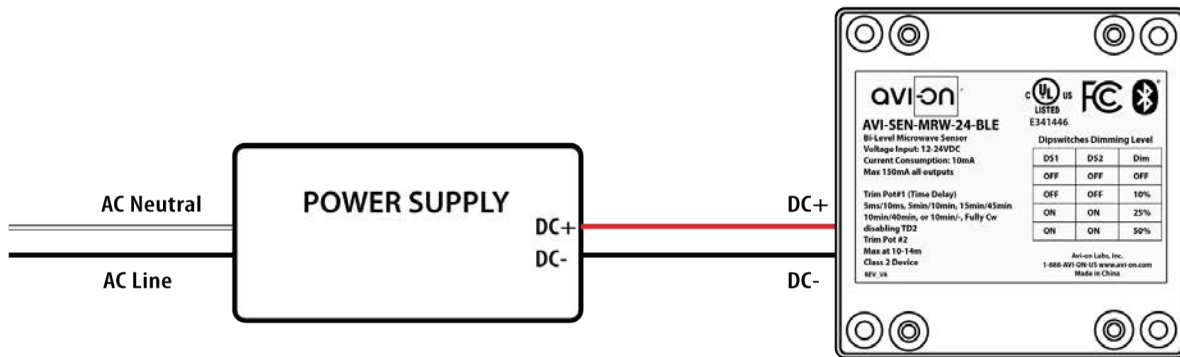 AC Neutral
AC Line
POWER SUPPLY
DC+
DC-
DC+
DC-
avi-on
C UL US
LISTED
E341446
FC
AVI-SEN-MRW-24-BLE
Bi-Level Microwave Sensor
Voltage Input: 12-24VDC
Current Consumption: 10mA
Max 150mA all outputs
Trim Pot#1 (Time Delay)
5ms/10ms, 5min/10min, 15min/45min
10min/40min, or 10min/-, Fully Cw
disabling TD2
Trim Pot #2
Max at 10-14m
Class 2 Device
REV_V6
Dipswitches Dimming Level
DS1 DS2 Dim
OFF OFF OFF
OFF OFF 10%
ON ON 25%
ON ON 50%
Avi-on Labs, Inc.
1-888-AVI-ON-US www.avi-on.com
Made in China